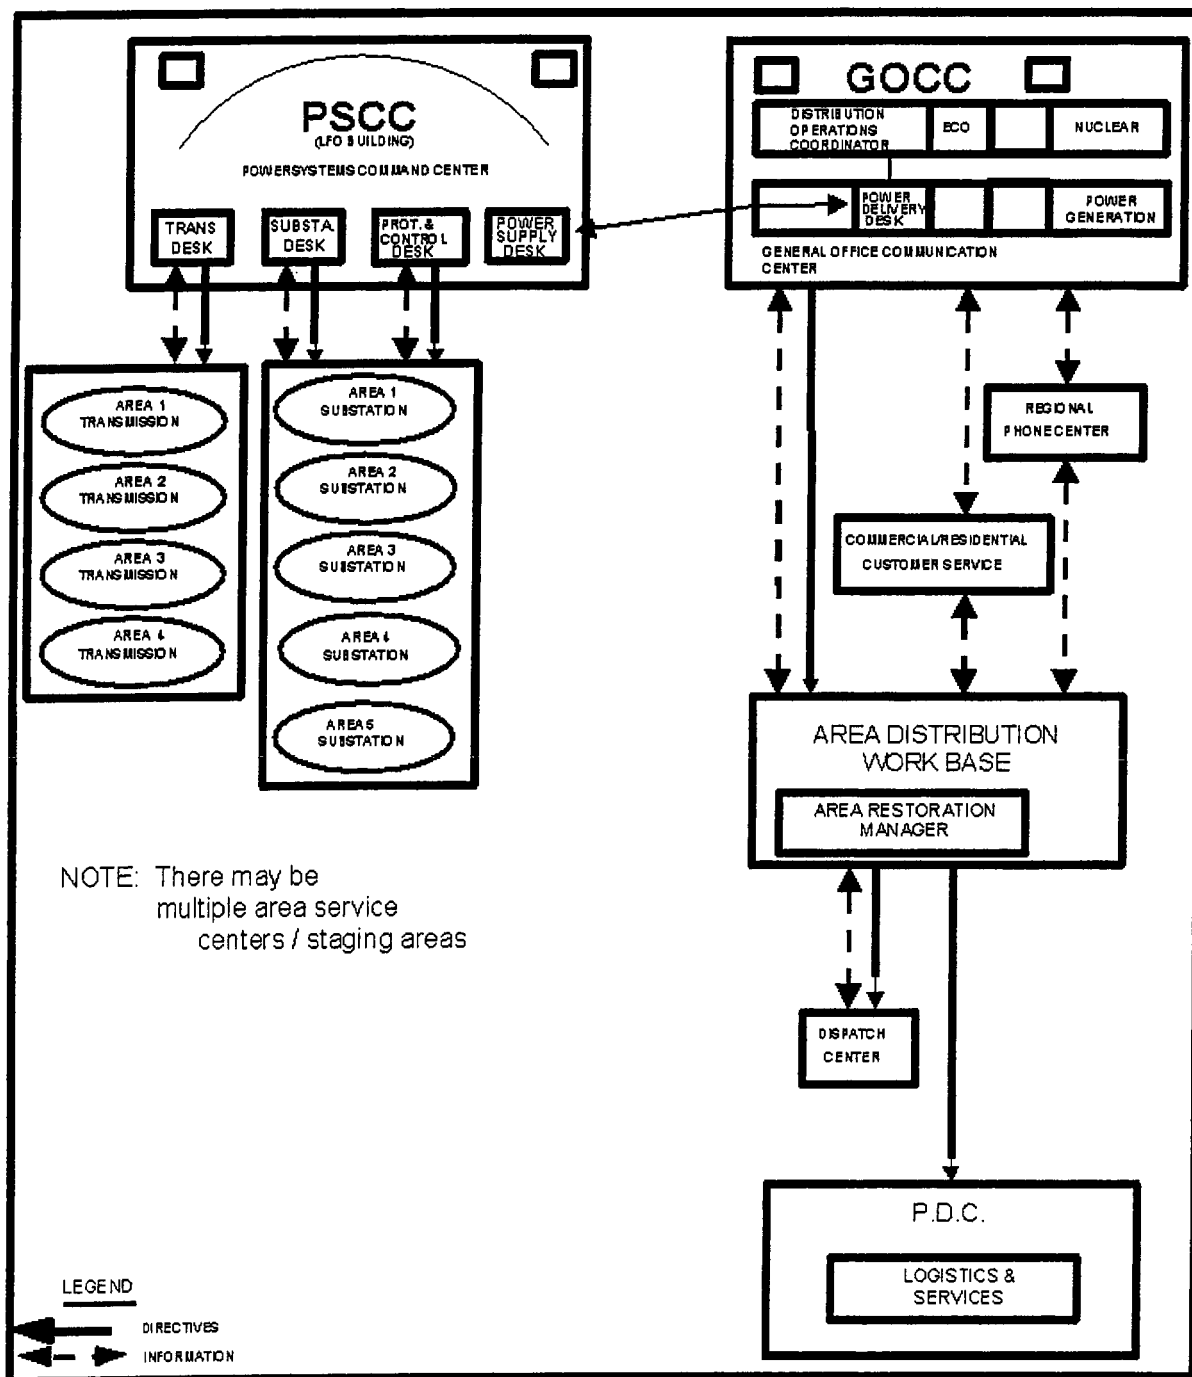 PSCC
(LFO BUILDING)
POWERSYSTEMS COMMAND CENTER
TRANS
DESK
SUBSTA.
DESK
PROT. &
CONTROL
DESK
POWER
SUPPLY
DESK
GOCC
DISTRIBUTION
OPERATIONS
COORDINATOR
ECO
NUCLEAR
POWER
DELIVERY
DESK
POWER
GENERATION
GENERAL OFFICE COMMUNICATION
CENTER
AREA 1
TRANSMISSION
AREA 2
TRANSMISSION
AREA 3
TRANSMISSION
AREA 4
TRANSMISSION
AREA 1
SUBSTATION
AREA 2
SUBSTATION
AREA 3
SUBSTATION
AREA 4
SUBSTATION
AREA 5
SUBSTATION
REGIONAL
PHONE CENTER
COMMERCIAL/RESIDENTIAL
CUSTOMER SERVICE
AREA DISTRIBUTION
WORK BASE
AREA RESTORATION
MANAGER
NOTE: There may be
multiple area service
centers / staging areas
DISPATCH
CENTER
P.D.C.
LOGISTICS &
SERVICES
LEGEND
DIRECTIVES
INFORMATION